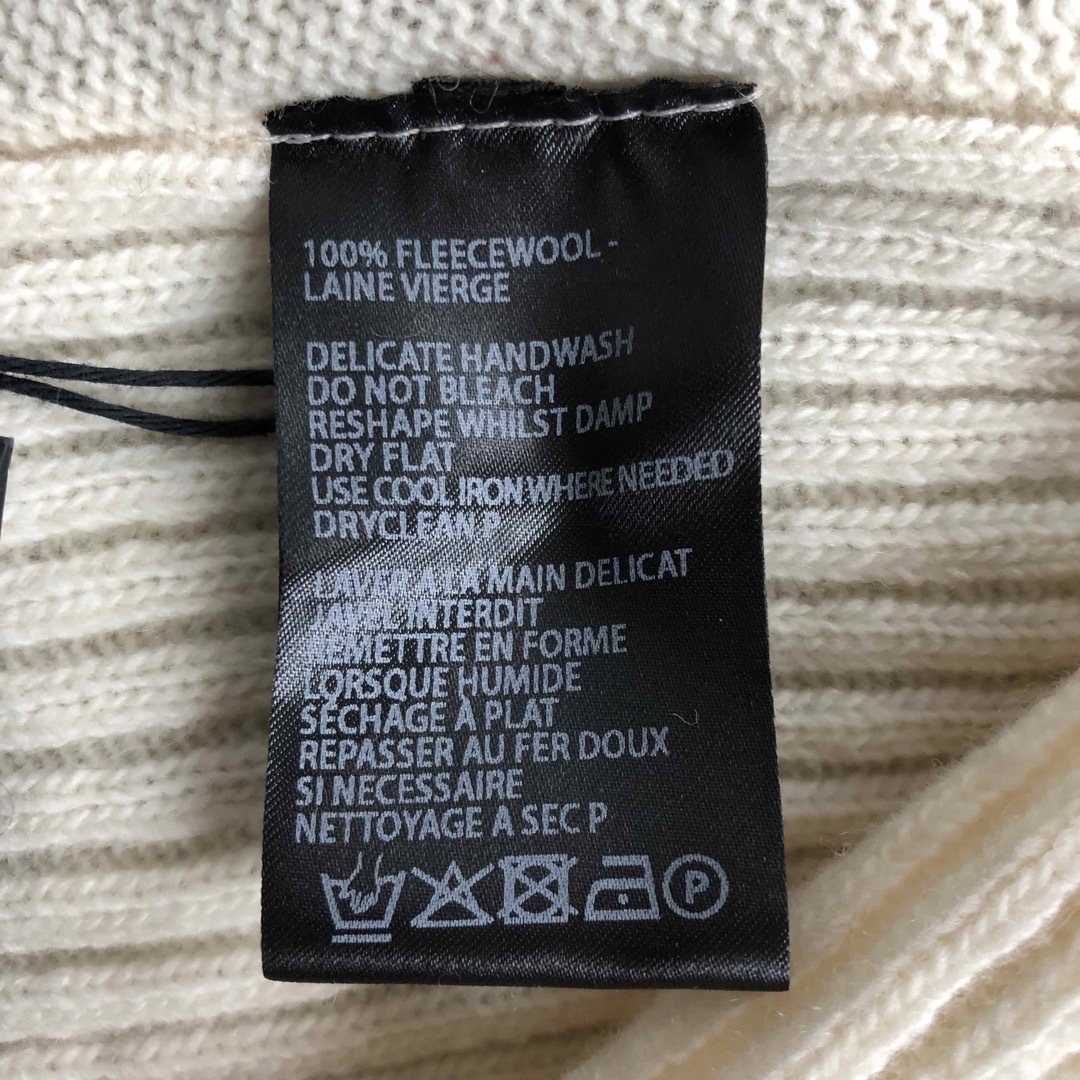 100% FLEECEWOOL -
LAINE VIERGE
DELICATE HANDWASH
DO NOT BLEACH
RESHAPE WHILST DAMP
DRY FLAT
USE COOL IRON WHERE NEEDED
DRYCLEAN P
LAVER A LA MAIN DELICAT
INTERDIT
REMETTRE EN FORME
LORSQUE HUMIDE
SÉCHAGE À PLAT
REPASSER AU FER DOUX
SI NECESSAIRE
NETTOYAGE A SEC P
P